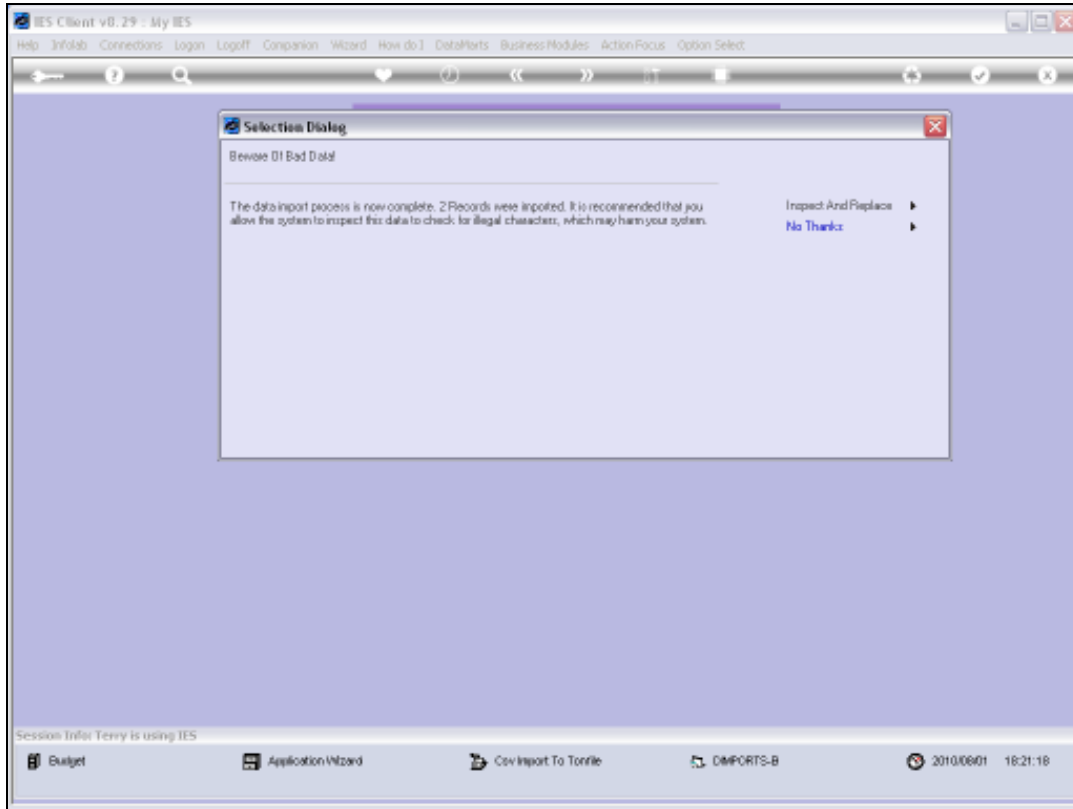 IES Client v8.29 : My IES
Help Infolab Connections Logon Logoff Companion Wizard How do I DataMarts Business Modules Action Focus Option Select
Selection Dialog
Beware Of Bad Data!
The data import process is now complete. 2 Records were imported. It is recommended that you
allow the system to inspect this data to check for illegal characters, which may harm your system.
Inspect And Replace
No Thanks
Session Info: Terry is using IES
Budget
Application Wizard
Csv Import To Tomfile
DIMPORTS-B
2010/08/01 18:21:18